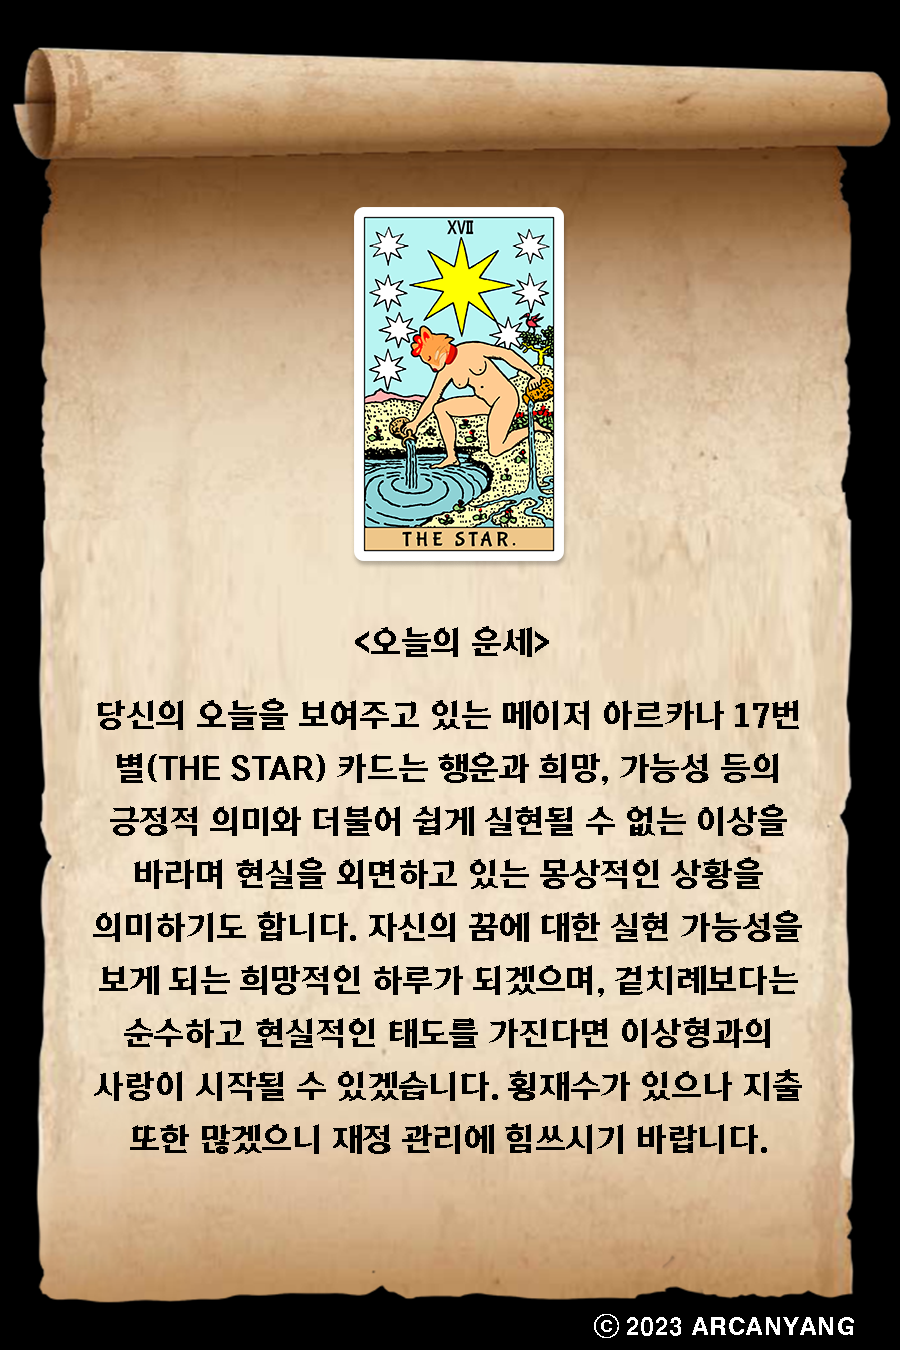 XVII
THE STAR.
<오늘의 운세>
당신의 오늘을 보여주고 있는 메이저 아르카나 17번
별(THE STAR) 카드는 행운과 희망, 가능성 등의
긍정적 의미와 더불어 쉽게 실현될 수 없는 이상을
바라며 현실을 외면하고 있는 몽상적인 상황을
의미하기도 합니다. 자신의 꿈에 대한 실현 가능성을
보게 되는 희망적인 하루가 되겠으며, 겉치레보다는
순수하고 현실적인 태도를 가진다면 이상형과의
사랑이 시작될 수 있겠습니다. 횡재수가 있으나 지출
또한 많겠으니 재정 관리에 힘쓰시기 바랍니다.
ⓒ 2023 ARCANYANG